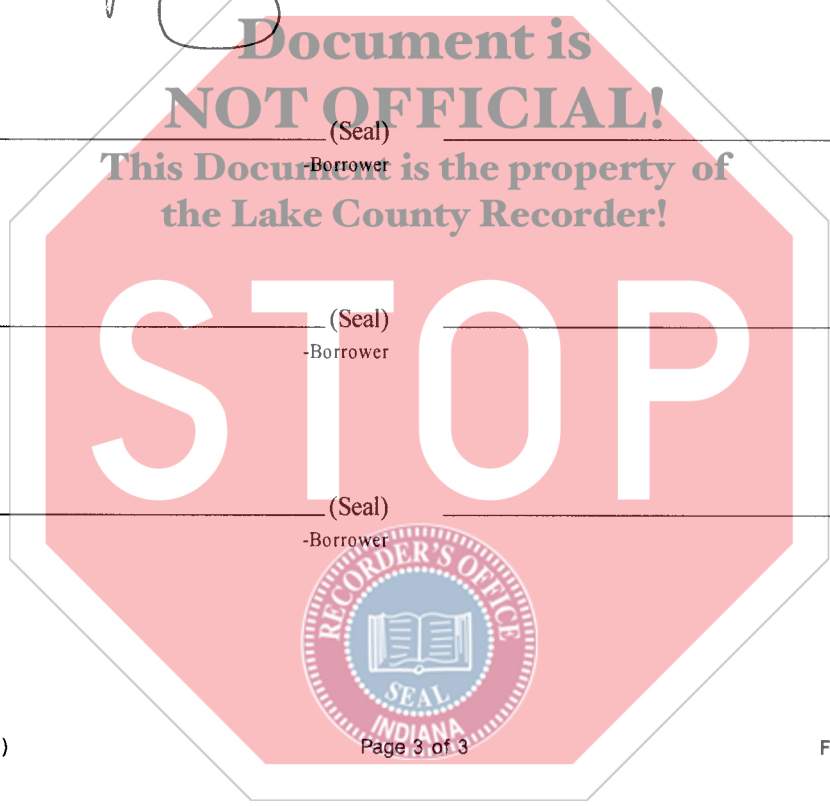 Document is
NOT OFFICIAL!
(Seal)
-Borrower
This Document is the property of
the Lake County Recorder!
(Seal)
-Borrower
STOP
(Seal)
-Borrower
RECORDER'S OFFICE
SEAL
INDIANA
)
Page 3 of 3
F